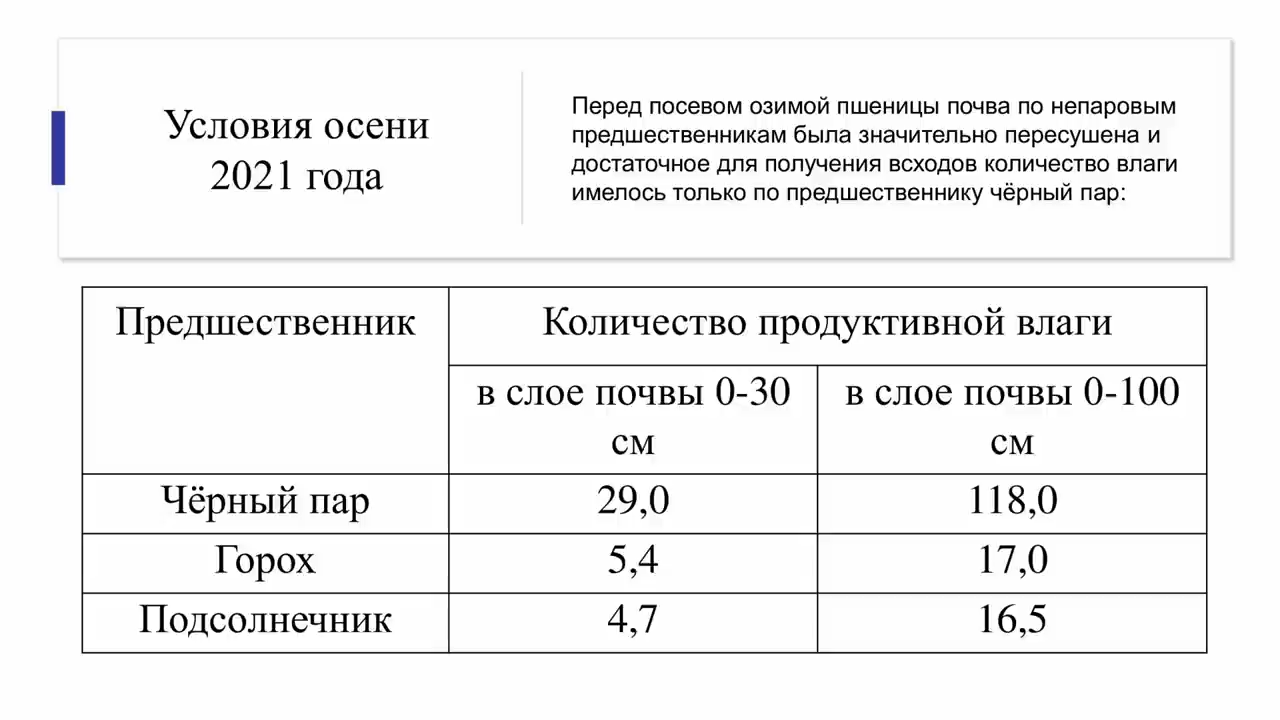 Условия осени
2021 года
Перед посевом озимой пшеницы почва по непаровым
предшественникам была значительно пересушена и
достаточное для получения всходов количество влаги
имелось только по предшественнику чёрный пар:
Предшественник
Количество продуктивной влаги
в слое почвы 0-30
см
в слое почвы 0-100
см
Чёрный пар
29,0
118,0
Горох
5,4
17,0
Подсолнечник
4,7
16,5